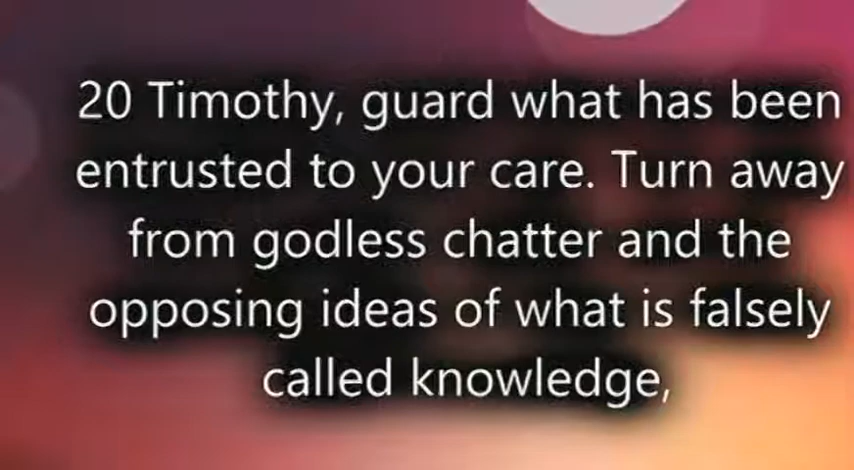 20 Timothy, guard what has been
entrusted to your care. Turn away
from godless chatter and the
opposing ideas of what is falsely
called knowledge,